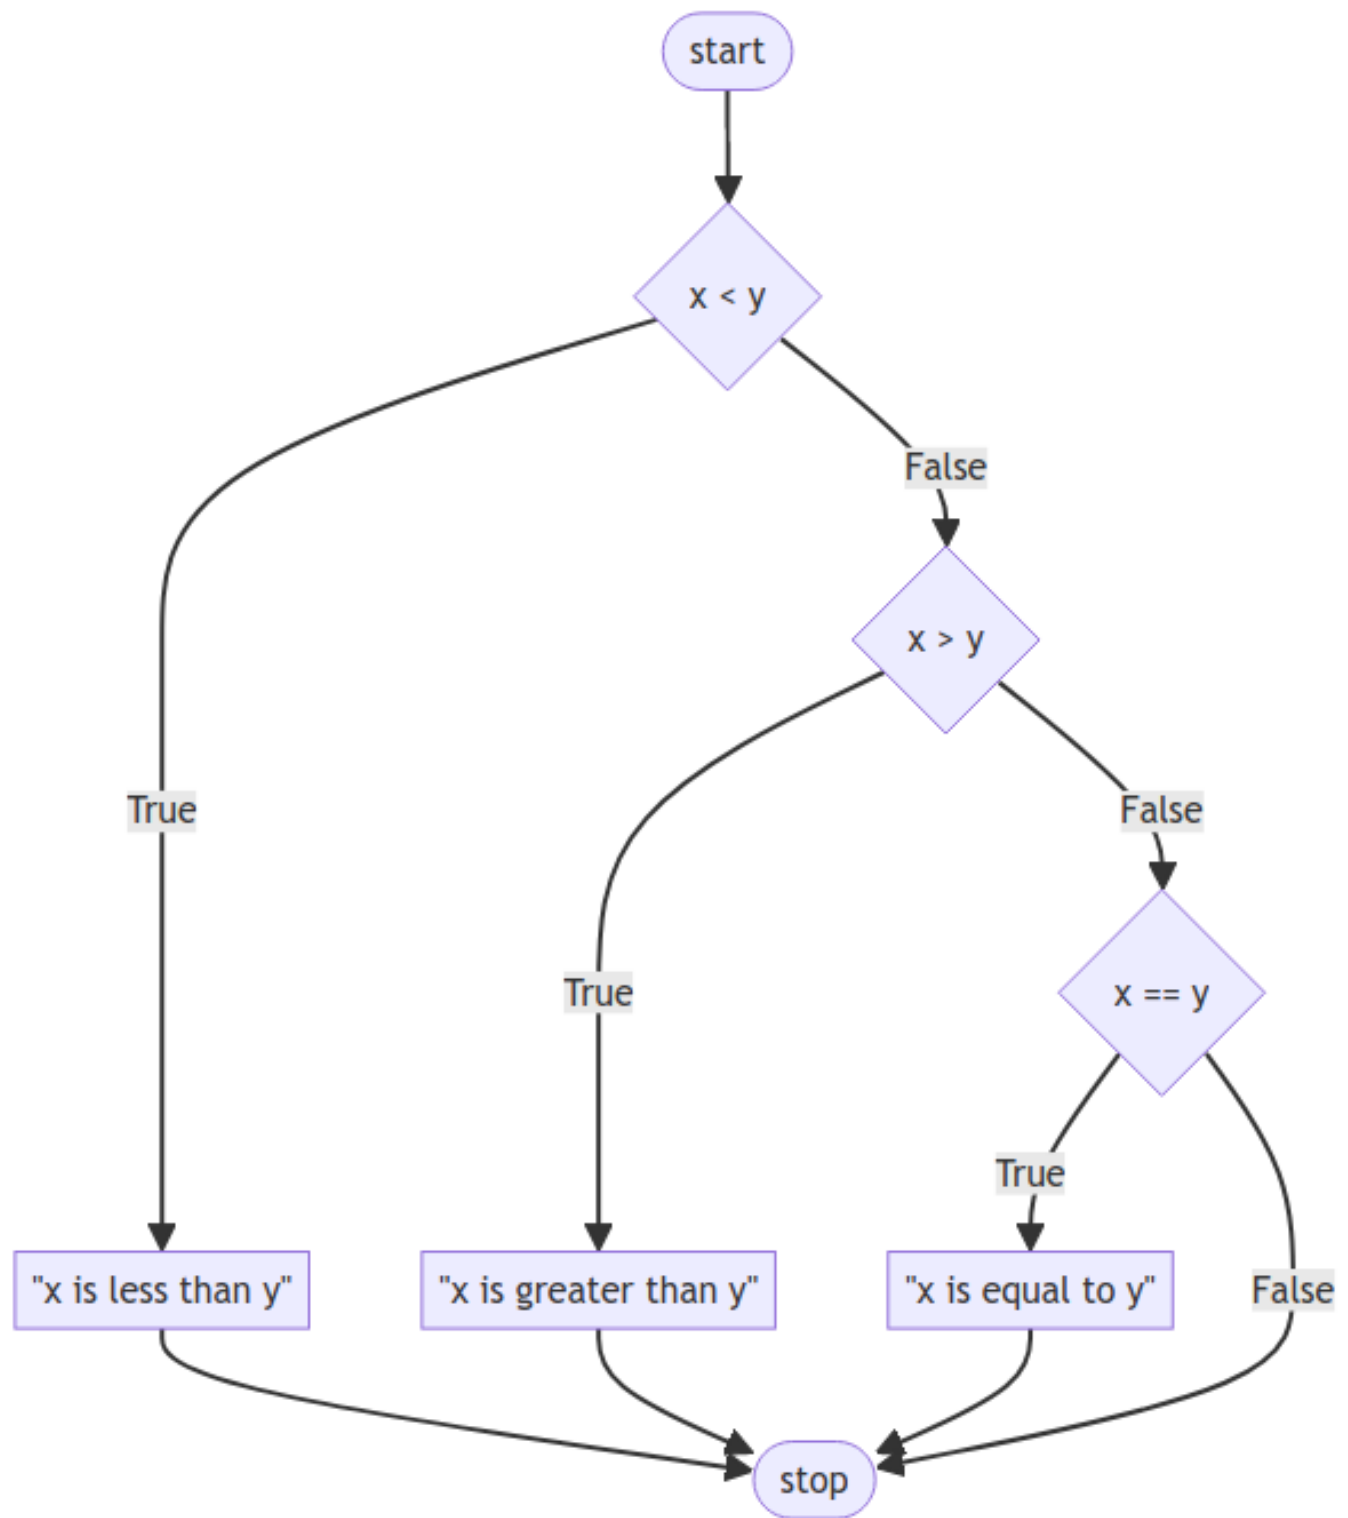 start
x < y
False
x > y
True
False
True
x == y
True
"x is less than y"
"x is greater than y"
"x is equal to y"
False
stop